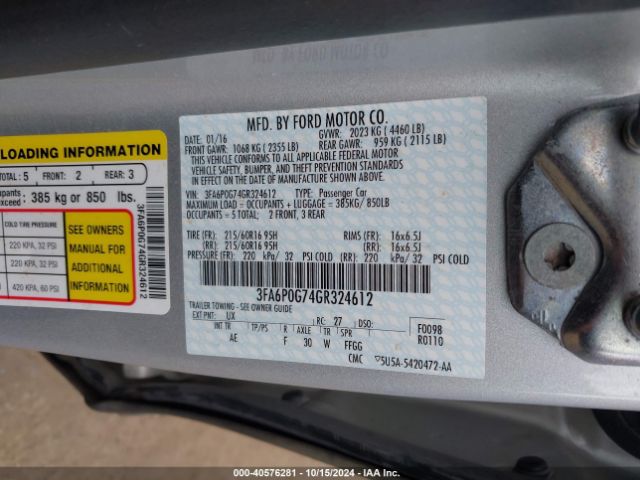 MFD. BY FORD MOTOR CO.
DATE: 01/16 GVWR: 2023 KG ( 4460 LB)
FRONT GAWR: 1068 KG ( 2355 LB) REAR GAWR: 959 KG ( 2115 LB)
THIS VEHICLE CONFORMS TO ALL APPLICABLE FEDERAL MOTOR
VEHICLE SAFETY, BUMPER, AND THEFT PREVENTION STANDARDS
IN EFFECT ON THE DATE OF MANUFACTURE SHOWN ABOVE.
VIN: 3FA6P0G74GR324612 TYPE: Passenger Car
MAXIMUM LOAD = OCCUPANTS + LUGGAGE = 385KG/ 850LB
OCCUPANTS = 5 TOTAL; 2 FRONT, 3 REAR
TIRE (FR): 215/60R16 95H RIMS (FR): 16x6.5J
(RR): 215/60R16 95H (RR): 16x6.5J
PRESSURE (FR): 220 kPa/ 32 PSI COLD (RR): 220 kPa/ 32 PSI COLD
3FA6P0G74GR324612
TRAILER TOWING - SEE OWNER GUIDE
EXT PNT: UX RC: 27 DSO: F0098
INT TR TP/PS R AXLE TR SPR R0110
AE F 30 W FFGG
CMC 5U5A-5420472-AA
LOADING INFORMATION
TOTAL: 5 FRONT: 2 REAR: 3
385 kg or 850 lbs.
COLD TIRE PRESSURE
220 KPA, 32 PSI
220 KPA, 32 PSI
420 KPA, 60 PSI
SEE OWNERS
MANUAL FOR
ADDITIONAL
INFORMATION
3FA6P0G74GR324612
MFD. BY FORD MOTOR CO
©2024 - 40576281 - 10/15/2024 - IAA Inc.